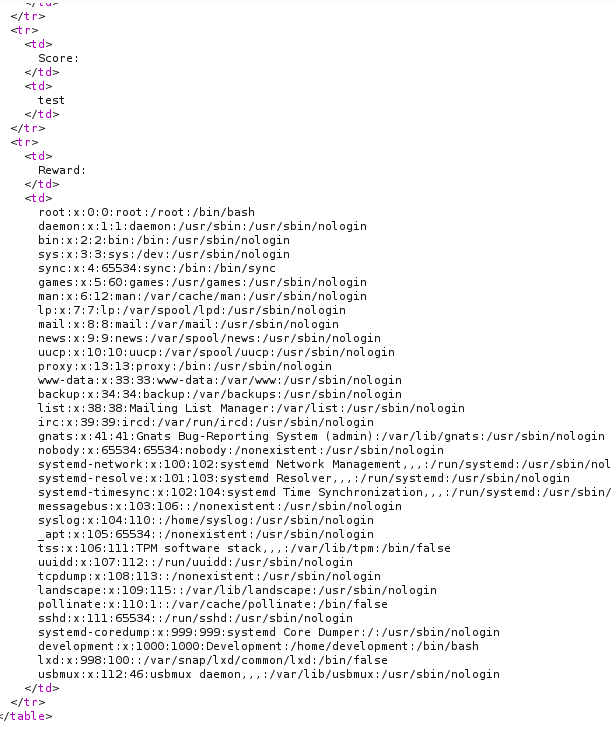 </td>
</tr>
<tr>
<td>
Score:
</td>
<td>
test
</td>
</tr>
<tr>
<td>
Reward:
</td>
<td>
root:x:0:0:root:/root:/bin/bash
daemon:x:1:1:daemon:/usr/sbin:/usr/sbin/nologin
bin:x:2:2:bin:/bin:/usr/sbin/nologin
sys:x:3:3:sys:/dev:/usr/sbin/nologin
sync:x:4:65534:sync:/bin:/bin/sync
games:x:5:60:games:/usr/games:/usr/sbin/nologin
man:x:6:12:man:/var/cache/man:/usr/sbin/nologin
lp:x:7:7:lp:/var/spool/lpd:/usr/sbin/nologin
mail:x:8:8:mail:/var/mail:/usr/sbin/nologin
news:x:9:9:news:/var/spool/news:/usr/sbin/nologin
uucp:x:10:10:uucp:/var/spool/uucp:/usr/sbin/nologin
proxy:x:13:13:proxy:/bin:/usr/sbin/nologin
www-data:x:33:33:www-data:/var/www:/usr/sbin/nologin
backup:x:34:34:backup:/var/backups:/usr/sbin/nologin
list:x:38:38:Mailing List Manager:/var/list:/usr/sbin/nologin
irc:x:39:39:ircd:/var/run/ircd:/usr/sbin/nologin
gnats:x:41:41:Gnats Bug-Reporting System (admin):/var/lib/gnats:/usr/sbin/nologin
nobody:x:65534:65534:nobody:/nonexistent:/usr/sbin/nologin
systemd-network:x:100:102:systemd Network Management,,,:/run/systemd:/usr/sbin/nol
systemd-resolve:x:101:103:systemd Resolver,,,:/run/systemd:/usr/sbin/nologin
systemd-timesync:x:102:104:systemd Time Synchronization,,,:/run/systemd:/usr/sbin/
messagebus:x:103:106::/nonexistent:/usr/sbin/nologin
syslog:x:104:110::/home/syslog:/usr/sbin/nologin
_apt:x:105:65534::/nonexistent:/usr/sbin/nologin
tss:x:106:111:TPM software stack,,,:/var/lib/tpm:/bin/false
uuidd:x:107:112::/run/uuidd:/usr/sbin/nologin
tcpdump:x:108:113::/nonexistent:/usr/sbin/nologin
landscape:x:109:115::/var/lib/landscape:/usr/sbin/nologin
pollinate:x:110:1::/var/cache/pollinate:/bin/false
sshd:x:111:65534::/run/sshd:/usr/sbin/nologin
systemd-coredump:x:999:999:systemd Core Dumper:/:/usr/sbin/nologin
development:x:1000:1000:Development:/home/development:/bin/bash
lxd:x:998:100::/var/snap/lxd/common/lxd:/bin/false
usbmux:x:112:46:usbmux daemon,,,:/var/lib/usbmux:/usr/sbin/nologin
</td>
</tr>
</table>